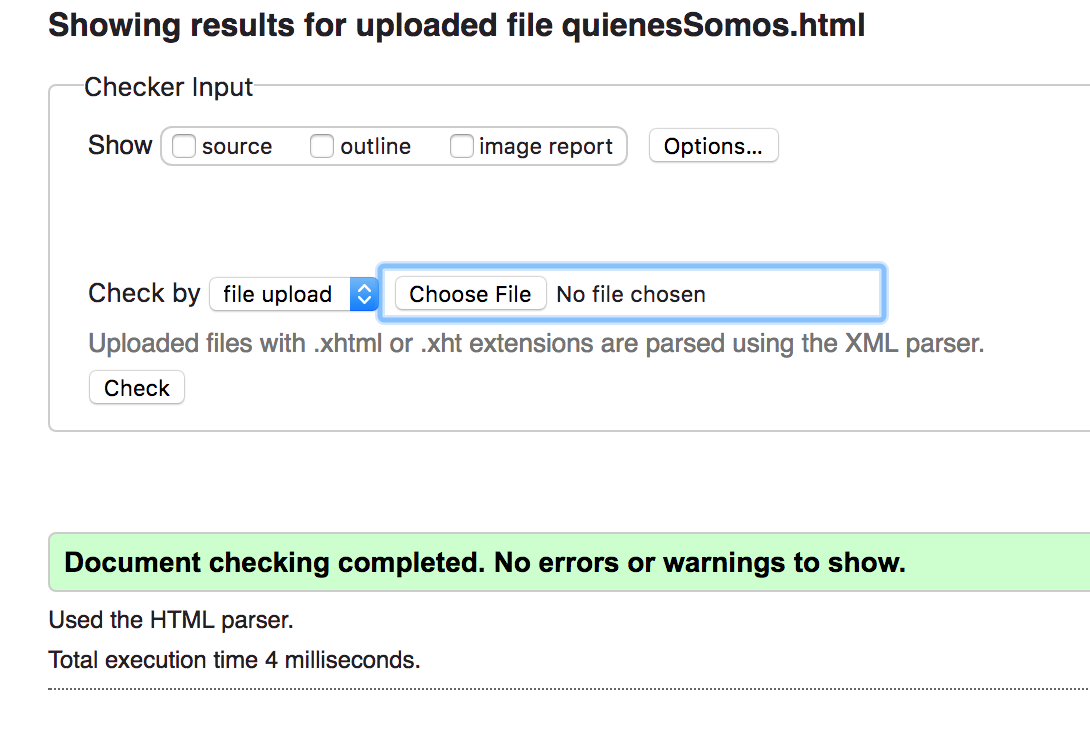 Showing results for uploaded file quienesSomos.html
Checker Input
Show source outline image report Options...
Check by file upload Choose File No file chosen
Uploaded files with .xhtml or .xht extensions are parsed using the XML parser.
Check
Document checking completed. No errors or warnings to show.
Used the HTML parser.
Total execution time 4 milliseconds.